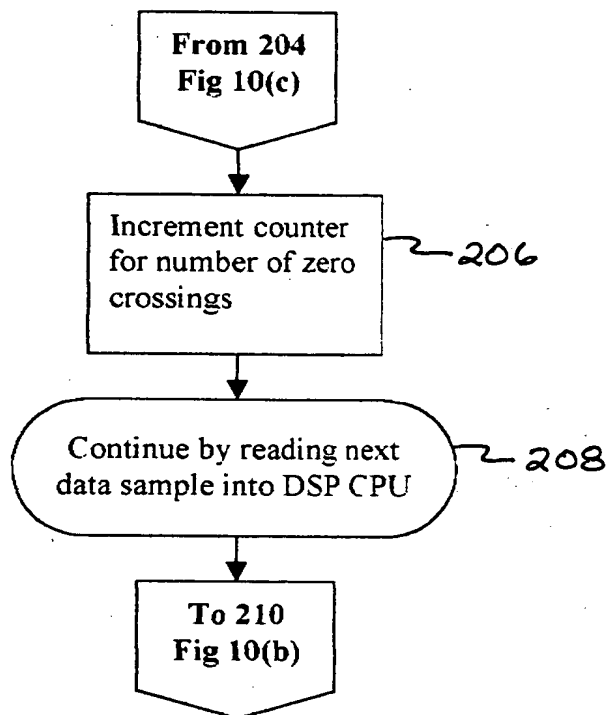 From 204
Fig 10(c)
Increment counter
for number of zero
crossings
206
Continue by reading next
data sample into DSP CPU
208
To 210
Fig 10(b)